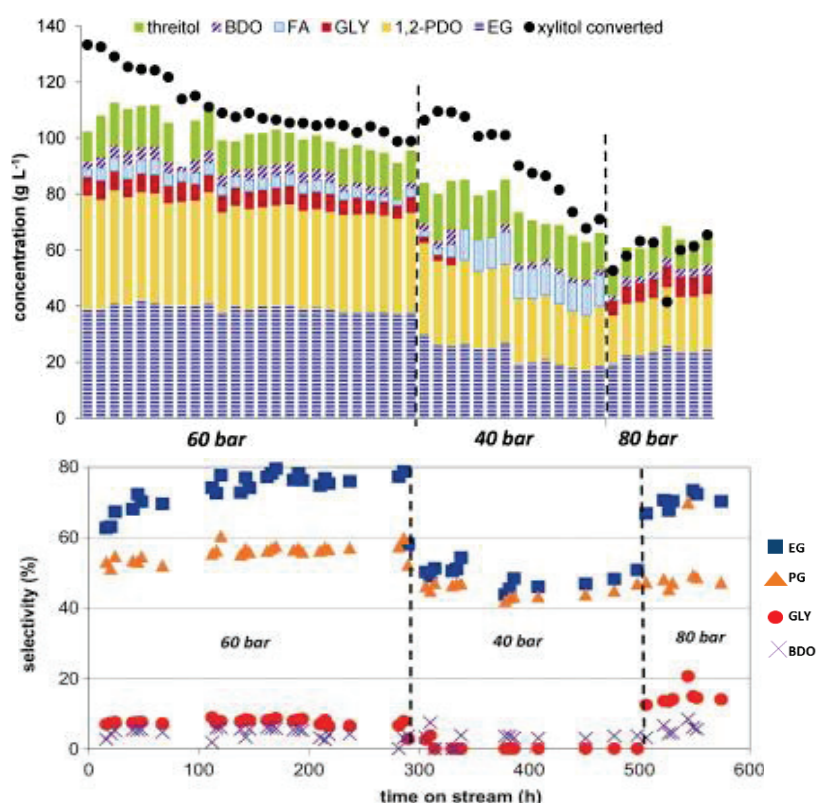 threitol BDO FA GLY 1,2-PDO EG xylitol converted
140
120
100
80
60
40
20
0
concentration (g L-1)
60 bar 40 bar 80 bar
80
60
40
20
0
selectivity (%)
60 bar 40 bar 80 bar
EG
PG
GLY
BDO
0 100 200 300 400 500 600
time on stream (h)